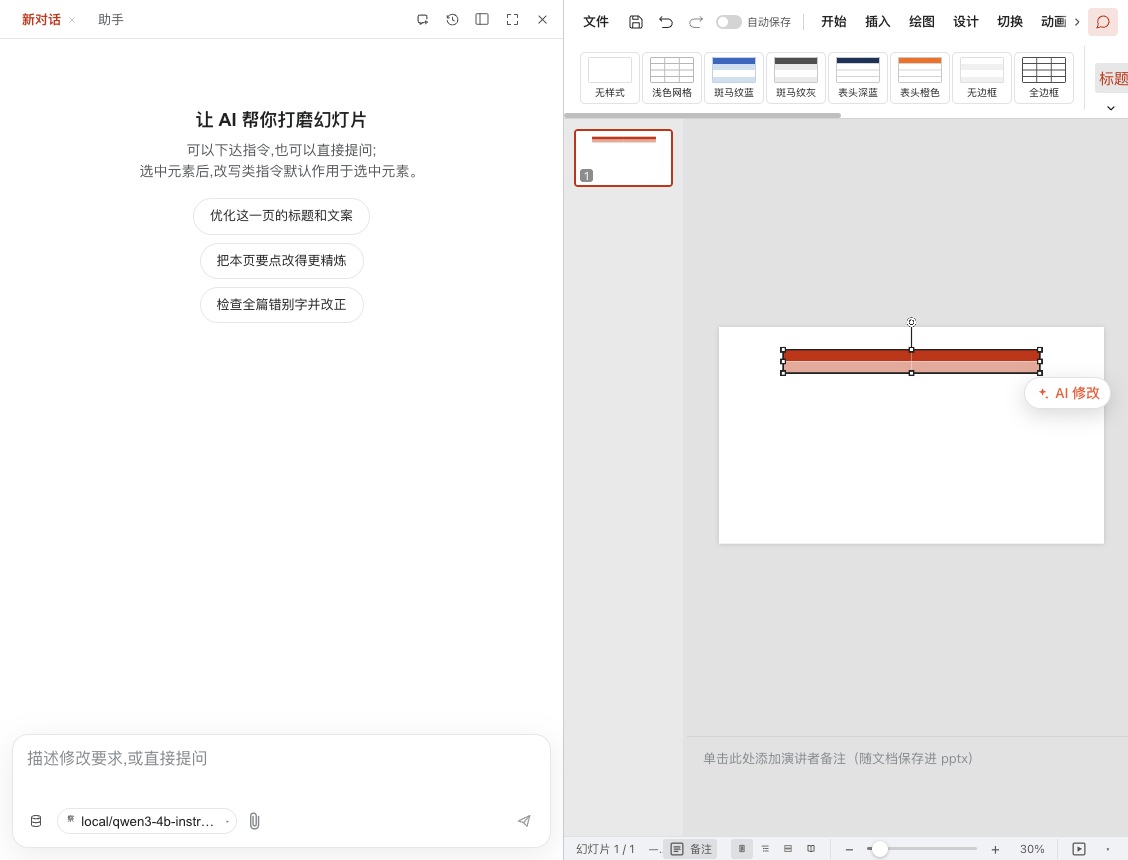 新对话
助手
让 AI 帮你打磨幻灯片
可以下达指令,也可以直接提问;
选中元素后,改写类指令默认作用于选中元素。
优化这一页的标题和文案
把本页要点改得更精炼
检查全篇错别字并改正
描述修改要求,或直接提问
local/qwen3-4b-instr...
文件
自动保存
开始
插入
绘图
设计
切换
动画
无样式
浅色网格
斑马纹蓝
斑马纹灰
表头深蓝
表头橙色
无边框
全边框
标题
1
AI 修改
单击此处添加演讲者备注（随文档保存进 pptx）
幻灯片 1 / 1
备注
30%